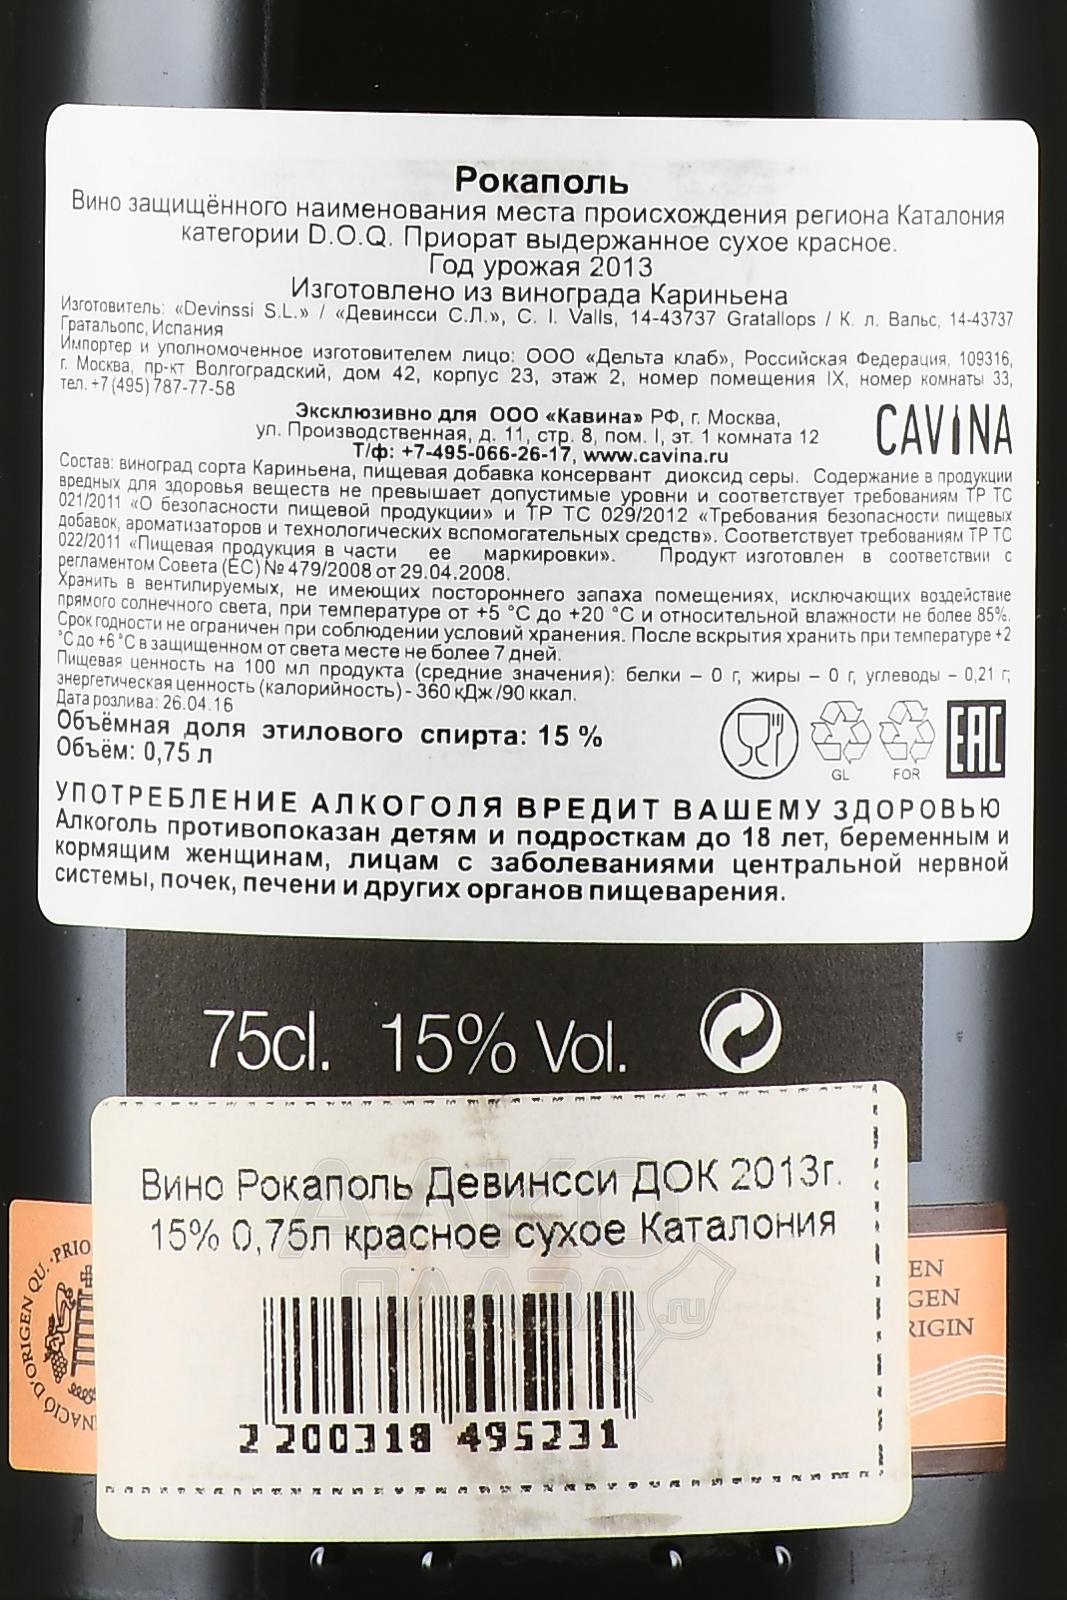 Рокаполь
Вино защищённого наименования места происхождения региона Каталония
категории D.O.Q. Приорат выдержанное сухое красное.
Год урожая 2013
Изготовлено из винограда Кариньена
Изготовитель: «Devinssi S.L.» / «Девинсси С.Л.», C. I. Valls, 14-43737 Gratallops / К. л. Вальс, 14-43737
Гратальопс, Испания
Импортер и уполномоченное изготовителем лицо: ООО «Дельта клаб», Российская Федерация, 109316,
г. Москва, пр-кт Волгоградский, дом 42, корпус 23, этаж 2, номер помещения IX, номер комнаты 33,
тел. +7 (495) 787-77-58
Эксклюзивно для ООО «Кавина» РФ, г. Москва,
ул. Производственная, д. 11, стр. 8, пом. I, эт. 1 комната 12
Т/ф: +7-495-066-26-17, www.cavina.ru
CAVINA
Состав: виноград сорта Кариньена, пищевая добавка консервант диоксид серы. Содержание в продукции
вредных для здоровья веществ не превышает допустимые уровни и соответствует требованиям ТР ТС
021/2011 «О безопасности пищевой продукции» и ТР ТС 029/2012 «Требования безопасности пищевых
добавок, ароматизаторов и технологических вспомогательных средств». Соответствует требованиям ТР ТС
022/2011 «Пищевая продукция в части ее маркировки». Продукт изготовлен в соответствии с
регламентом Совета (ЕС) № 479/2008 от 29.04.2008.
Хранить в вентилируемых, не имеющих постороннего запаха помещениях, исключающих воздействие
прямого солнечного света, при температуре от +5 °С до +20 °С и относительной влажности не более 85%.
Срок годности не ограничен при соблюдении условий хранения. После вскрытия хранить при температуре +2
°С до +6 °С в защищенном от света месте не более 7 дней.
Пищевая ценность на 100 мл продукта (средние значения): белки – 0 г, жиры – 0 г, углеводы – 0,21 г;
энергетическая ценность (калорийность) - 360 кДж /90 ккал.
Дата розлива: 26.04.16
Объёмная доля этилового спирта: 15 %
Объём: 0,75 л
GL FOR EAC
УПОТРЕБЛЕНИЕ АЛКОГОЛЯ ВРЕДИТ ВАШЕМУ ЗДОРОВЬЮ
Алкоголь противопоказан детям и подросткам до 18 лет, беременным и
кормящим женщинам, лицам с заболеваниями центральной нервной
системы, почек, печени и других органов пищеварения.
75cl. 15% Vol.
Вино Рокаполь Девинсси ДОК 2013г.
15% 0,75л красное сухое Каталония
АЛКО
ПЛАЗА.ru
2 200318 495231
NACIÓ D'ORIGEN QU. · PRIO
EN
GEN
RIGIN